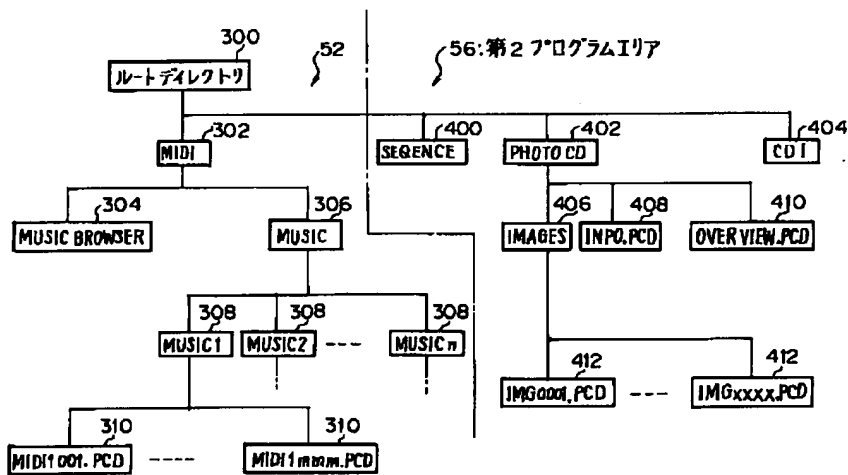 300
52
56:第2プログラムエリア
ルートディレクトリ
302
400
402
404
MIDI
SEQENCE
PHOTO CD
CDI
304
306
406
408
410
MUSIC BROWSER
MUSIC
IMAGES
INPO.PCD
OVERVIEW.PCD
308
308
308
MUSIC1
MUSIC2
----
MUSICn
412
412
IMG0001.PCD
---
IMGXXXX.PCD
310
310
MIDI1001.PCD
----
MIDI1mmm.PCD